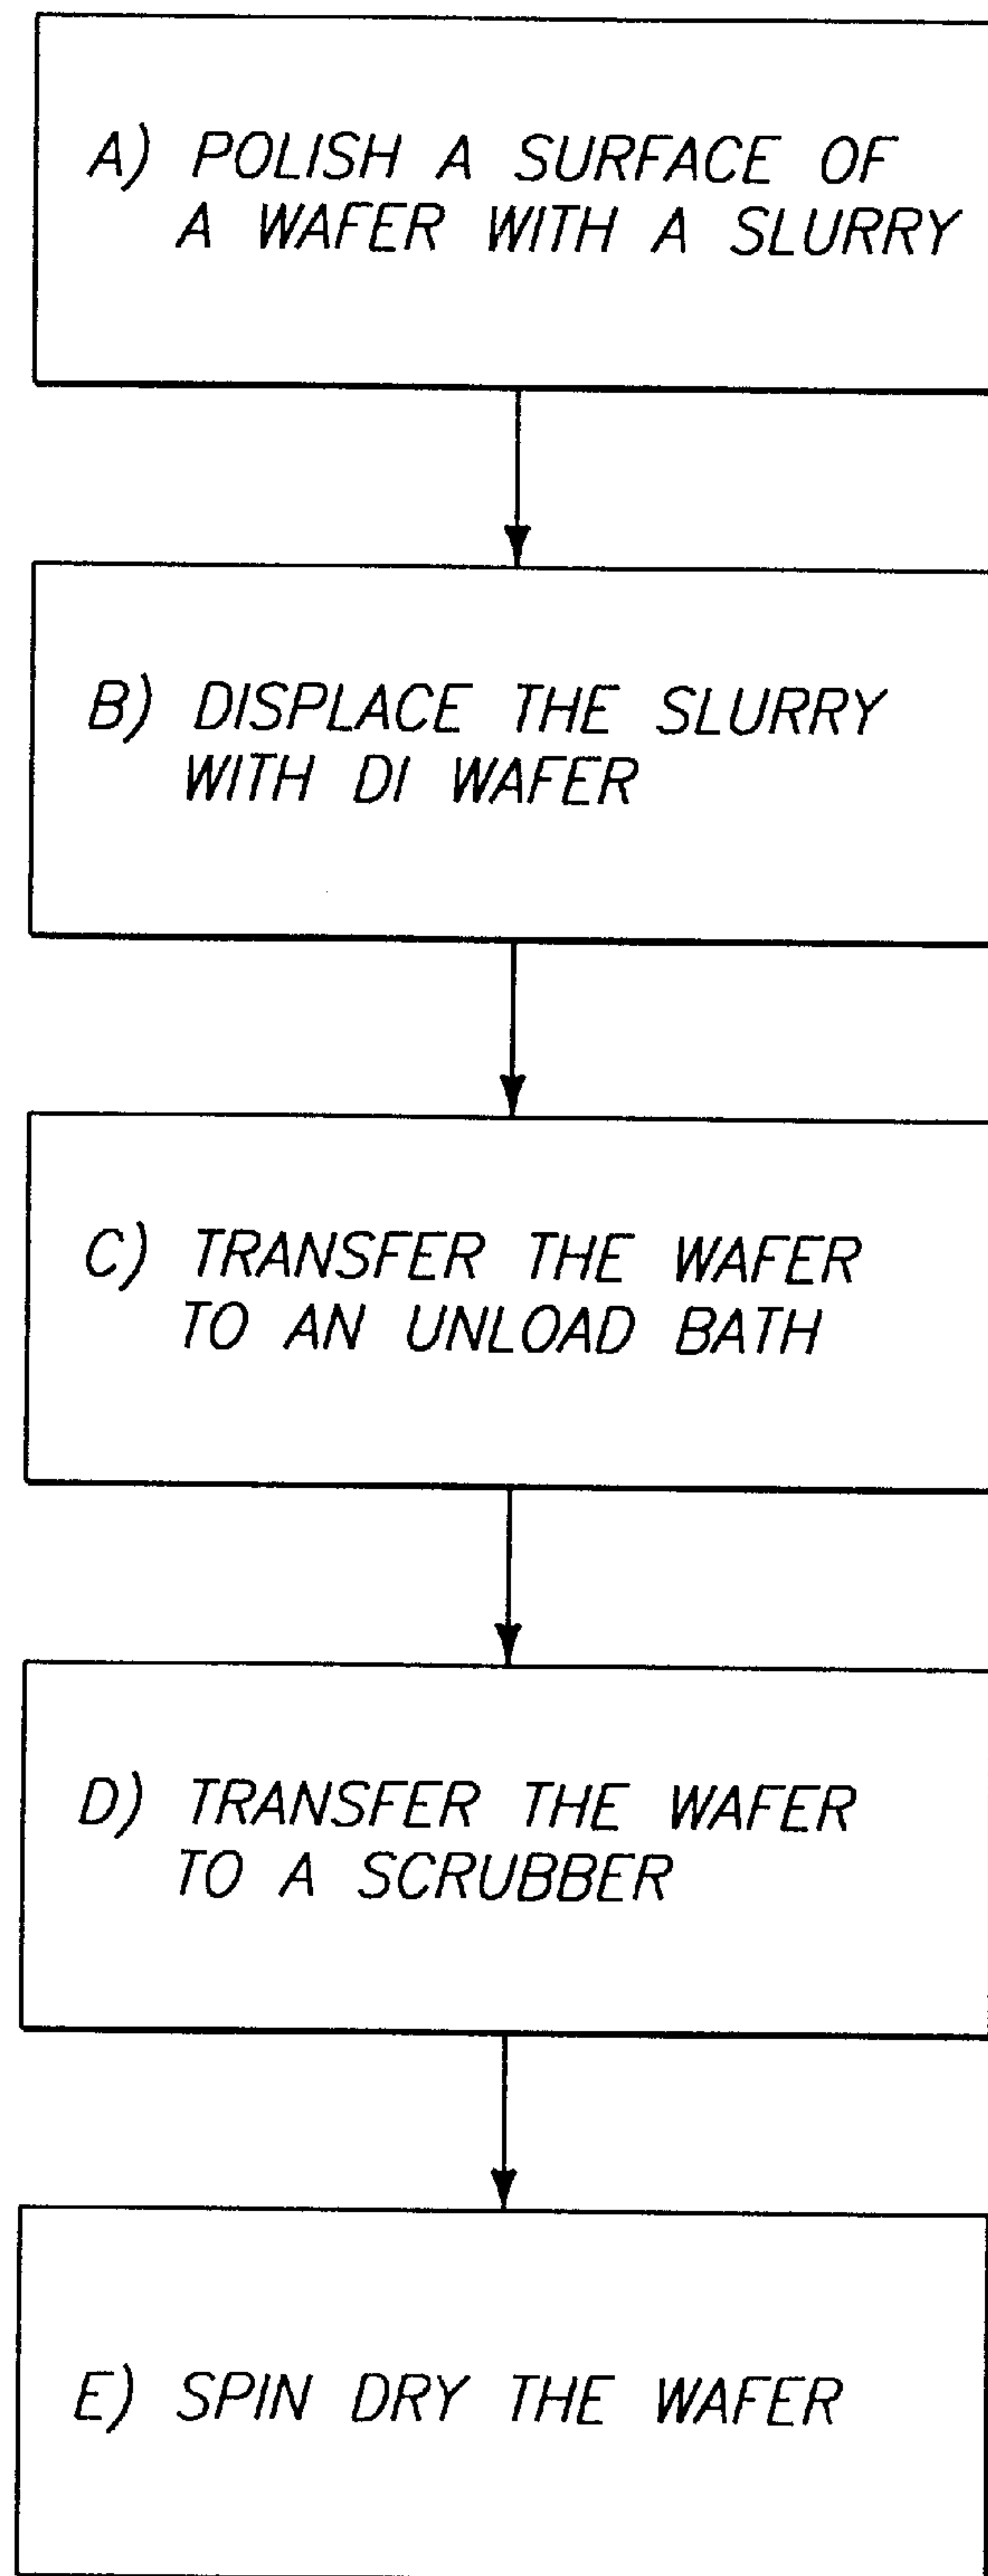 A) POLISH A SURFACE OF
A WAFER WITH A SLURRY
B) DISPLACE THE SLURRY
WITH DI WAFER
C) TRANSFER THE WAFER
TO AN UNLOAD BATH
D) TRANSFER THE WAFER
TO A SCRUBBER
E) SPIN DRY THE WAFER